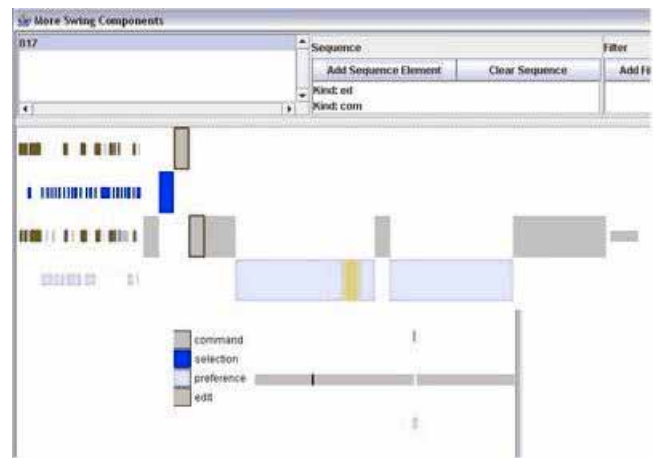 More Swing Components
017
Sequence
Filter
Add Sequence Element
Clear Sequence
Add Fi
Kind: ed
Kind: com
command
selection
preference
edit